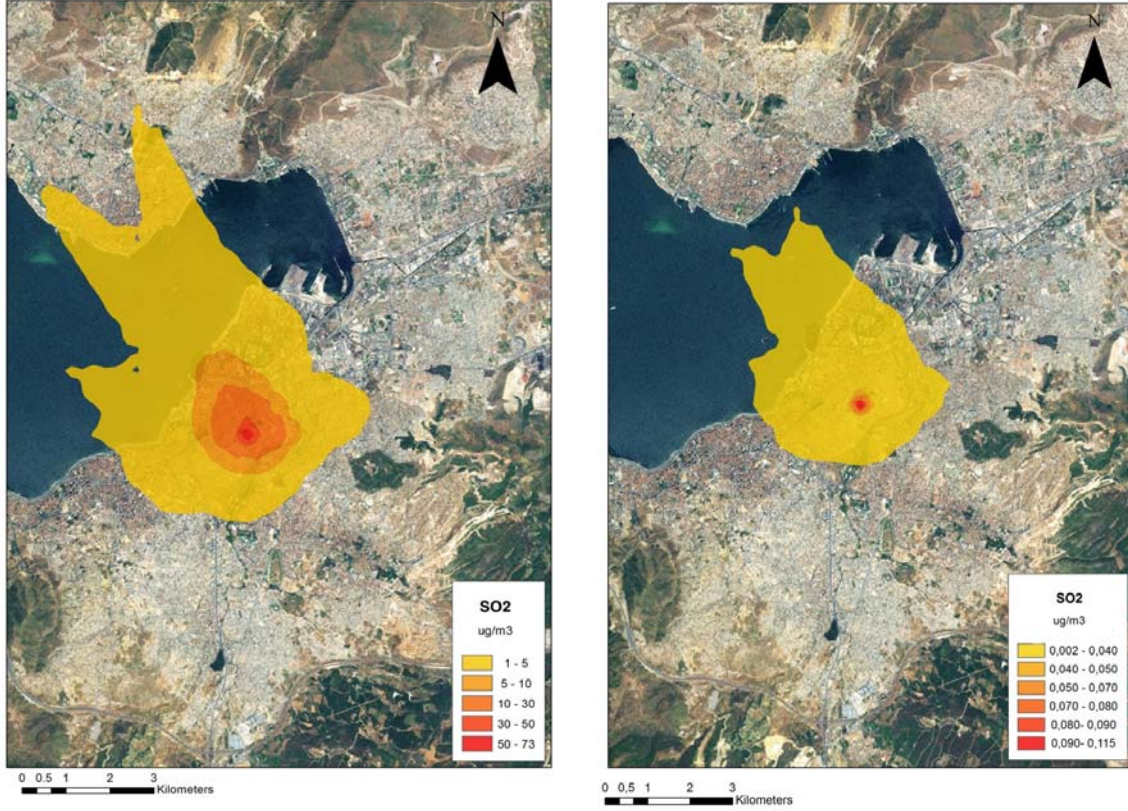 N
SO2
ug/m3
1 - 5
5 - 10
10 - 30
30 - 50
50 - 73
0 0.5 1 2 3
Kilometers
N
SO2
ug/m3
0,002 - 0,040
0,040 - 0,050
0,050 - 0,070
0,070 - 0,080
0,080- 0,090
0,090- 0,115
0 0,5 1 2 3
Kilometers